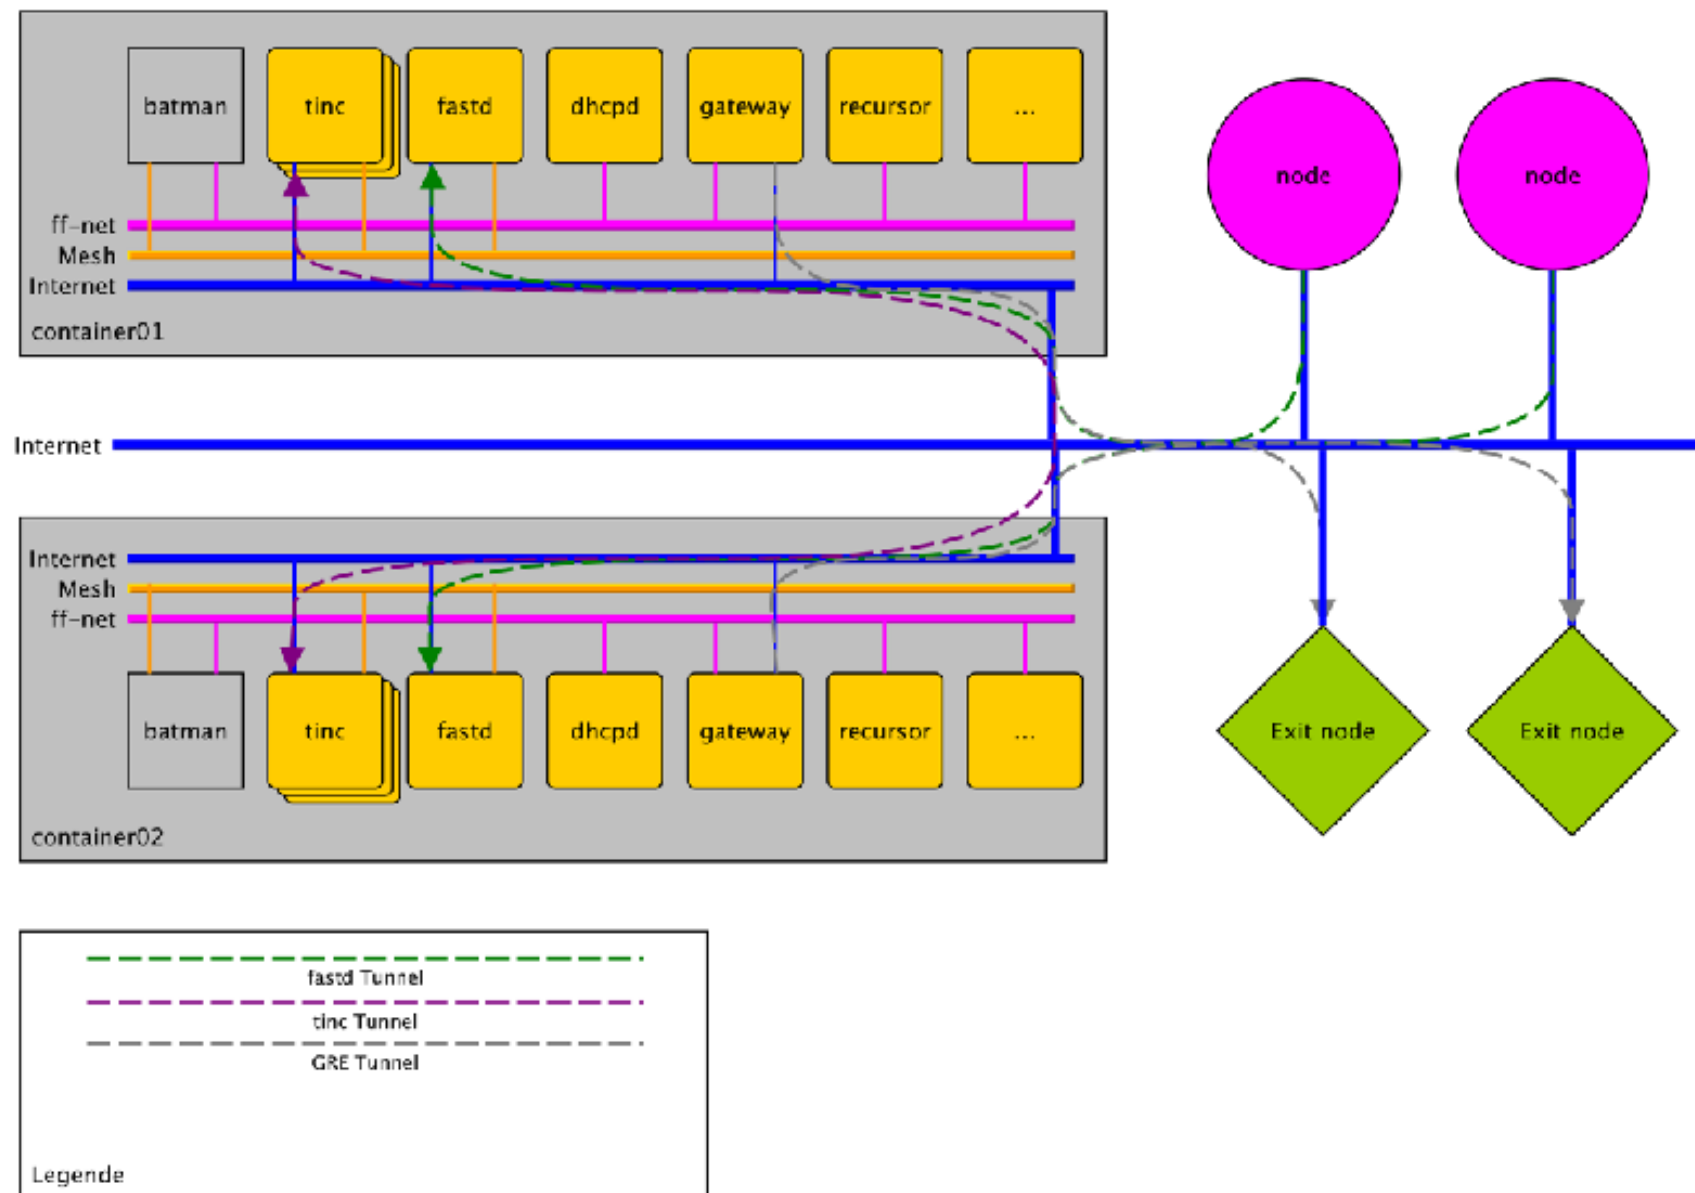 batman tinc fastd dhcpd gateway recursor ...
ff-net
Mesh
Internet
container01
node node
Internet
Internet
Mesh
ff-net
batman tinc fastd dhcpd gateway recursor ...
container02
Exit node Exit node
fastd Tunnel
tinc Tunnel
GRE Tunnel
Legende